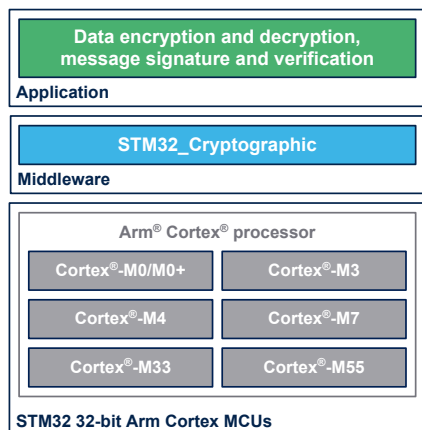 Data encryption and decryption,
message signature and verification
Application
STM32_Cryptographic
Middleware
Arm® Cortex® processor
Cortex®-M0/M0+
Cortex®-M3
Cortex®-M4
Cortex®-M7
Cortex®-M33
Cortex®-M55
STM32 32-bit Arm Cortex MCUs